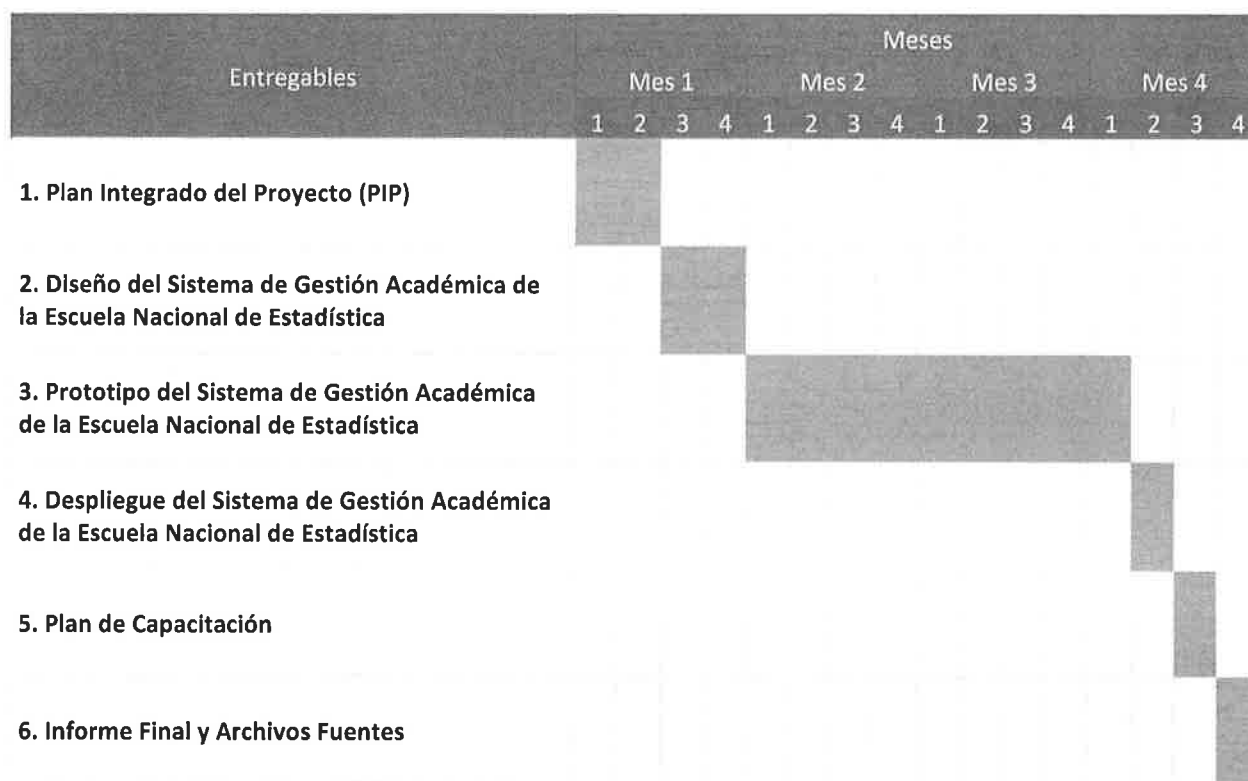 Meses
Entregables
Mes 1 Mes 2 Mes 3 Mes 4
1 2 3 4 1 2 3 4 1 2 3 4 1 2 3 4
1. Plan Integrado del Proyecto (PIP)
2. Diseño del Sistema de Gestión Académica de
la Escuela Nacional de Estadística
3. Prototipo del Sistema de Gestión Académica
de la Escuela Nacional de Estadística
4. Despliegue del Sistema de Gestión Académica
de la Escuela Nacional de Estadística
5. Plan de Capacitación
6. Informe Final y Archivos Fuentes